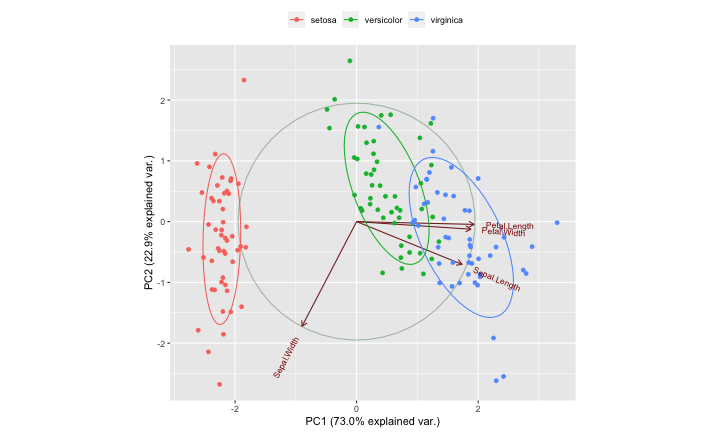 setosa versicolor virginica
PC2 (22.9% explained var.)
2
1
0
-1
-2
Petal.Length
Petal.Width
Sepal.Length
Sepal.Width
-2 0 2
PC1 (73.0% explained var.)